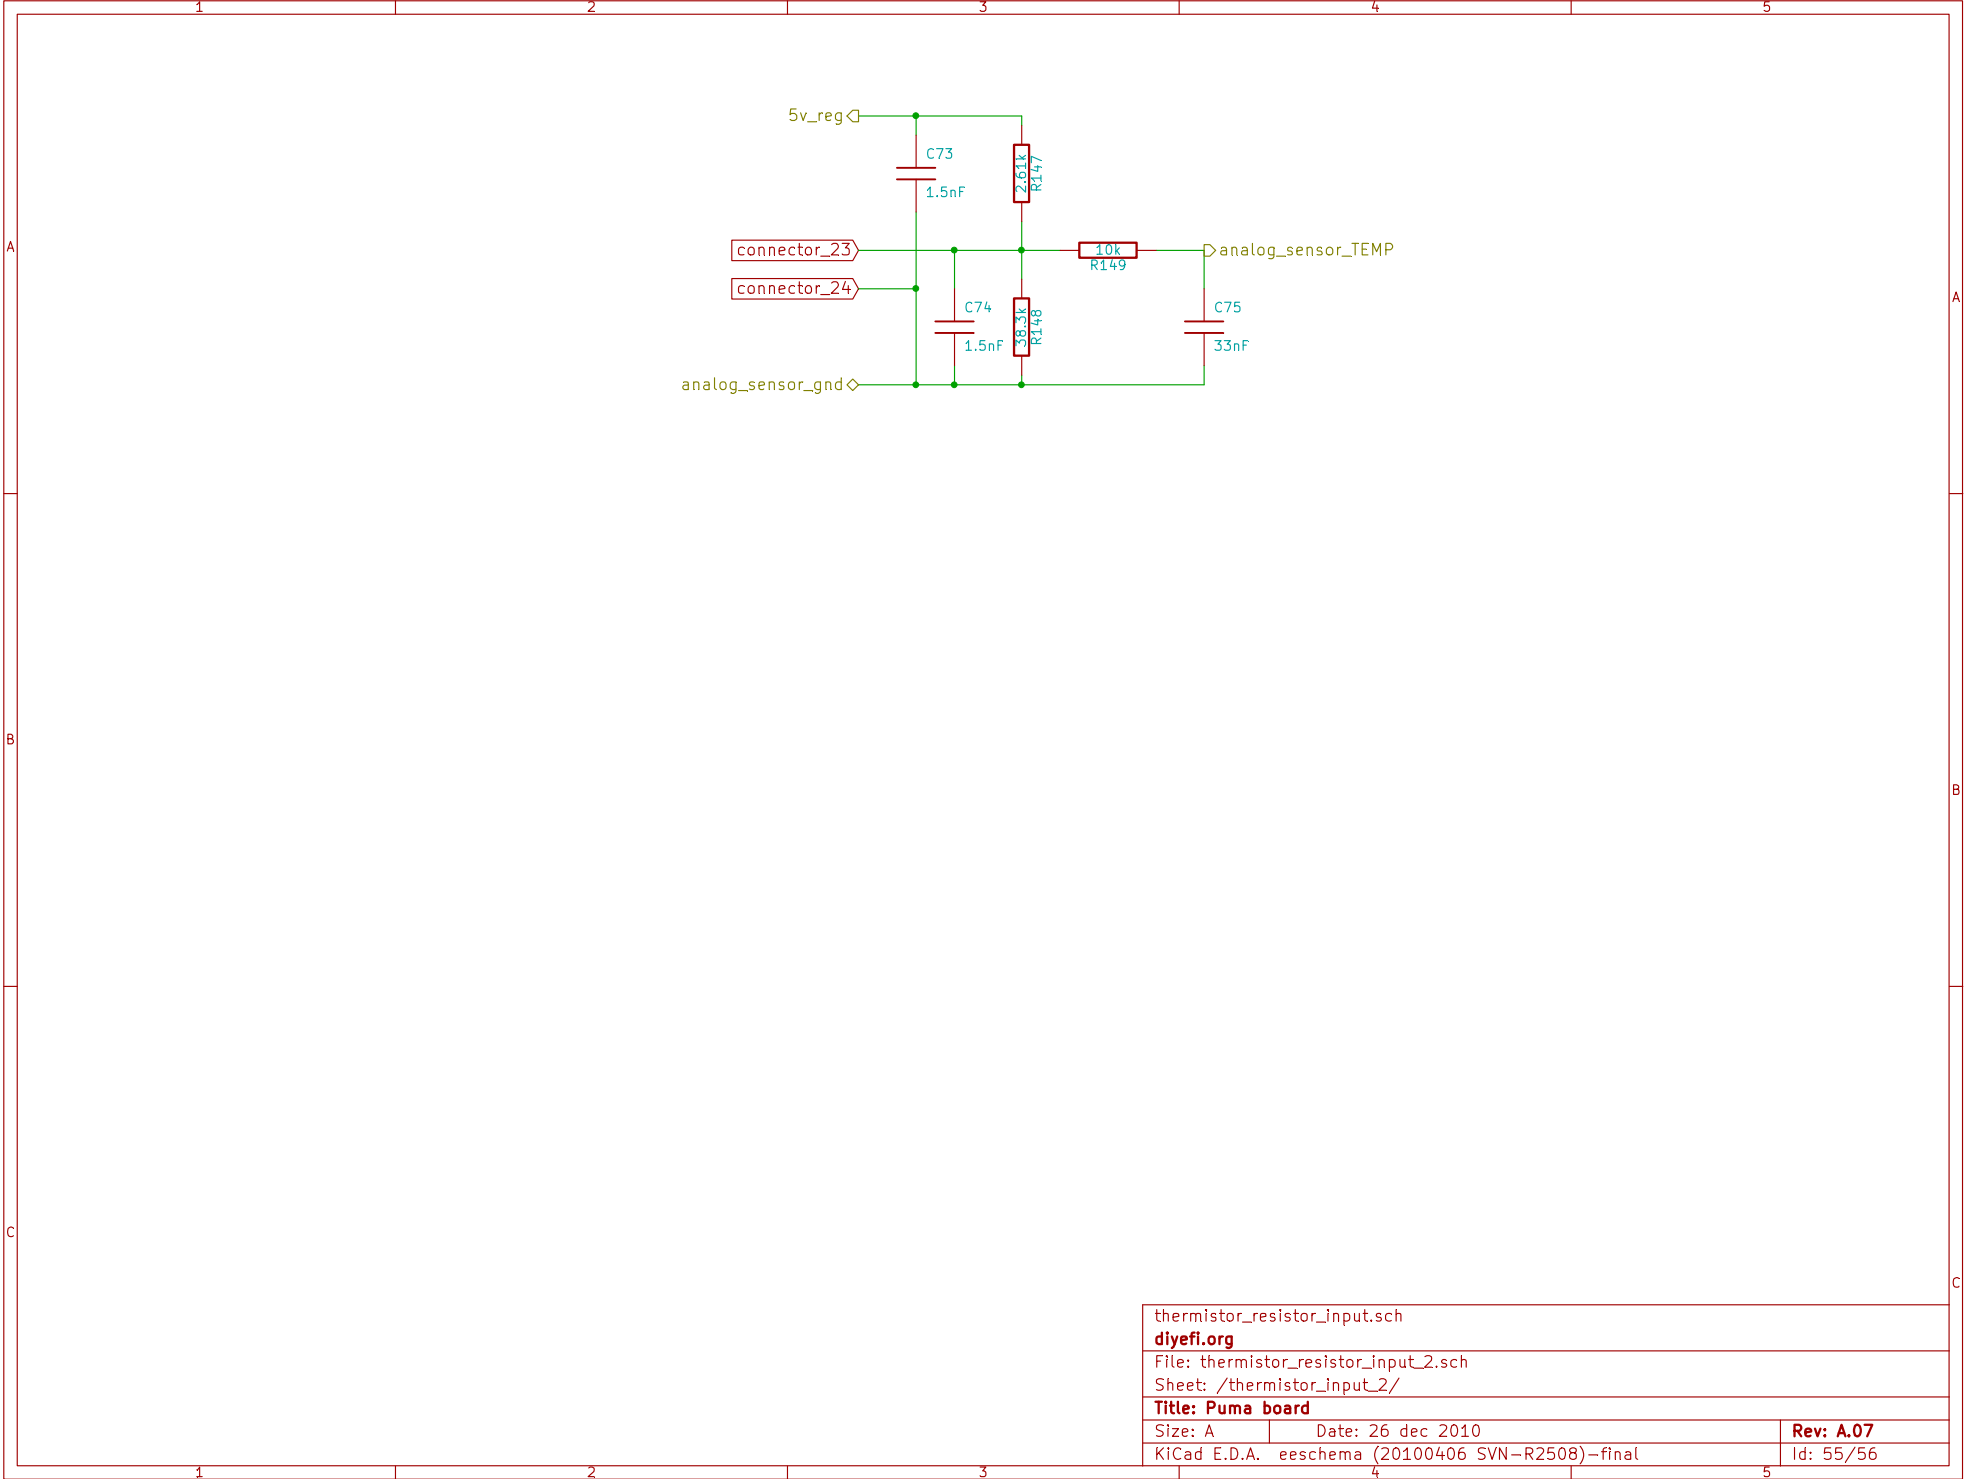 1 2 3 4 5
5v_reg
C73
1.5nF
2.61k
R147
A
connector_23
10k
R149
analog_sensor_TEMP
connector_24
A
C74
1.5nF
38.3k
R148
C75
33nF
analog_sensor_gnd
B
B
C
C
thermistor_resistor_input.sch
diyefi.org
File: thermistor_resistor_input_2.sch
Sheet: /thermistor_input_2/
Title: Puma board
Size: A Date: 26 dec 2010 Rev: A.07
KiCad E.D.A. eeschema (20100406 SVN-R2508)-final Id: 55/56
1 2 3 4 5